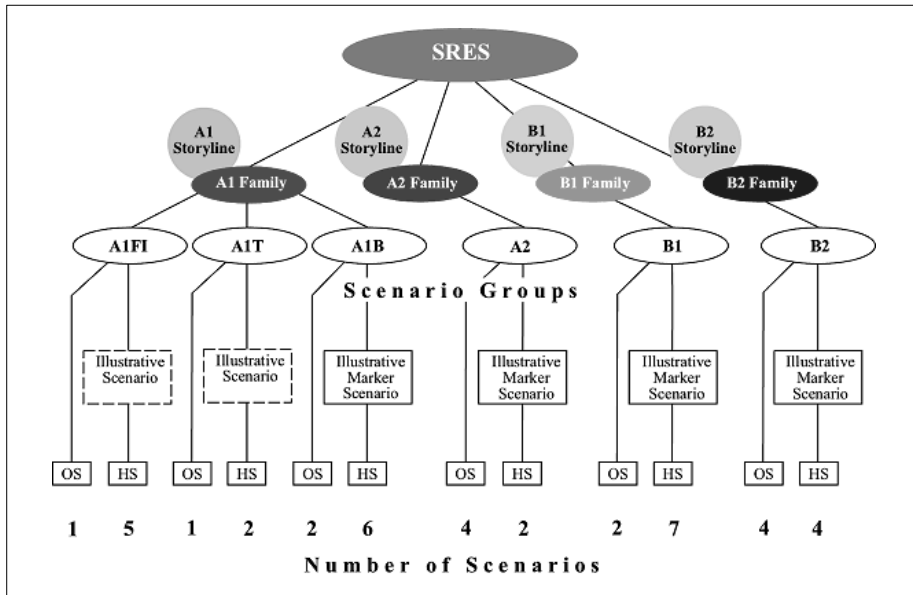 SRES
A1
Storyline
A2
Storyline
B1
Storyline
B2
Storyline
A1 Family
A2 Family
B1 Family
B2 Family
A1FI
A1T
A1B
A2
B1
B2
Scenario Groups
Illustrative
Scenario
Illustrative
Scenario
Illustrative
Marker
Scenario
Illustrative
Marker
Scenario
Illustrative
Marker
Scenario
Illustrative
Marker
Scenario
OS HS OS HS OS HS OS HS OS HS OS HS
1 5 1 2 2 6 4 2 2 7 4 4
Number of Scenarios